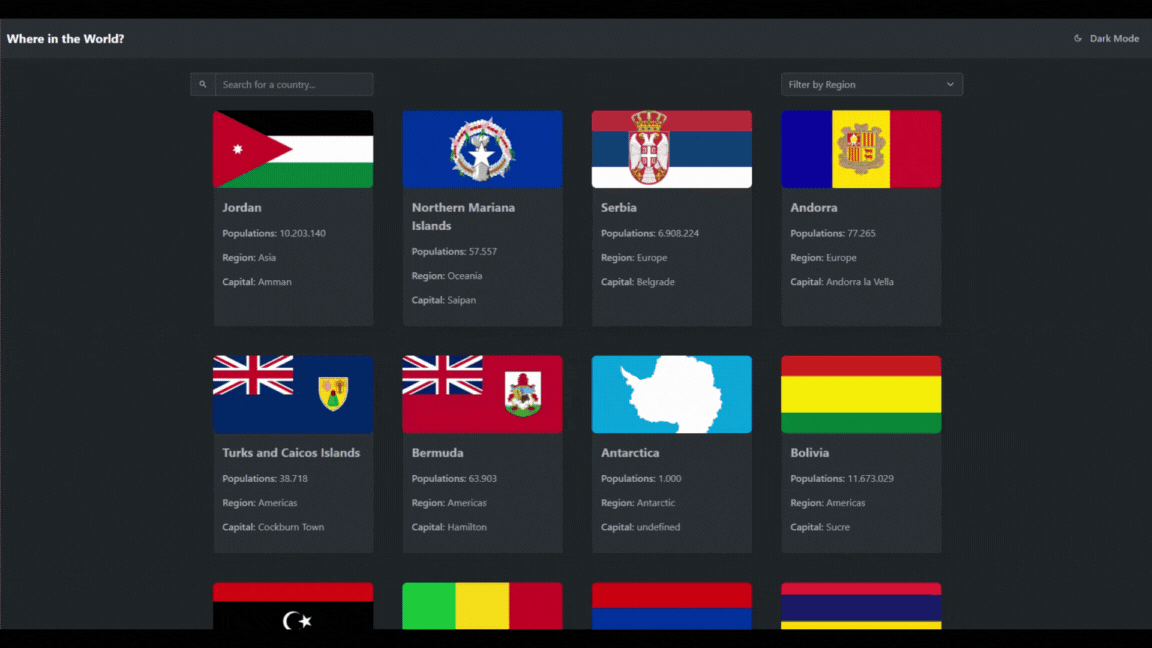 Where in the World?
Dark Mode
Search for a country...
Filter by Region
Jordan
Populations: 10.203.140
Region: Asia
Capital: Amman
Northern Mariana
Islands
Populations: 57.557
Region: Oceania
Capital: Saipan
Serbia
Populations: 6.908.224
Region: Europe
Capital: Belgrade
Andorra
Populations: 77.265
Region: Europe
Capital: Andorra la Vella
Turks and Caicos Islands
Populations: 38.718
Region: Americas
Capital: Cockburn Town
Bermuda
Populations: 63.903
Region: Americas
Capital: Hamilton
Antarctica
Populations: 1.000
Region: Antarctic
Capital: undefined
Bolivia
Populations: 11.673.029
Region: Americas
Capital: Sucre